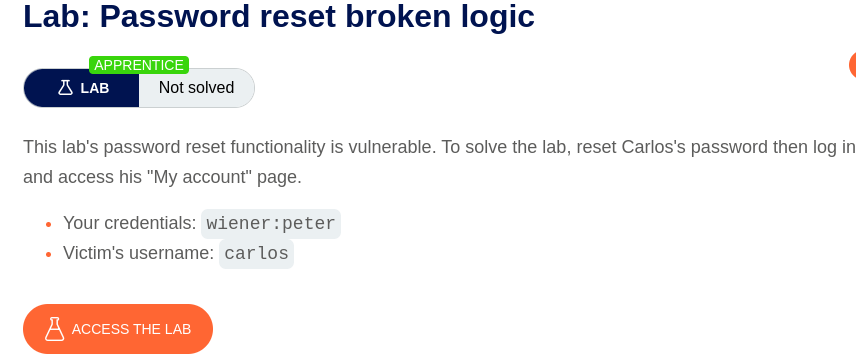 Lab: Password reset broken logic
APPRENTICE
LAB Not solved
This lab's password reset functionality is vulnerable. To solve the lab, reset Carlos's password then log in
and access his "My account" page.
Your credentials: wiener:peter
Victim's username: carlos
ACCESS THE LAB